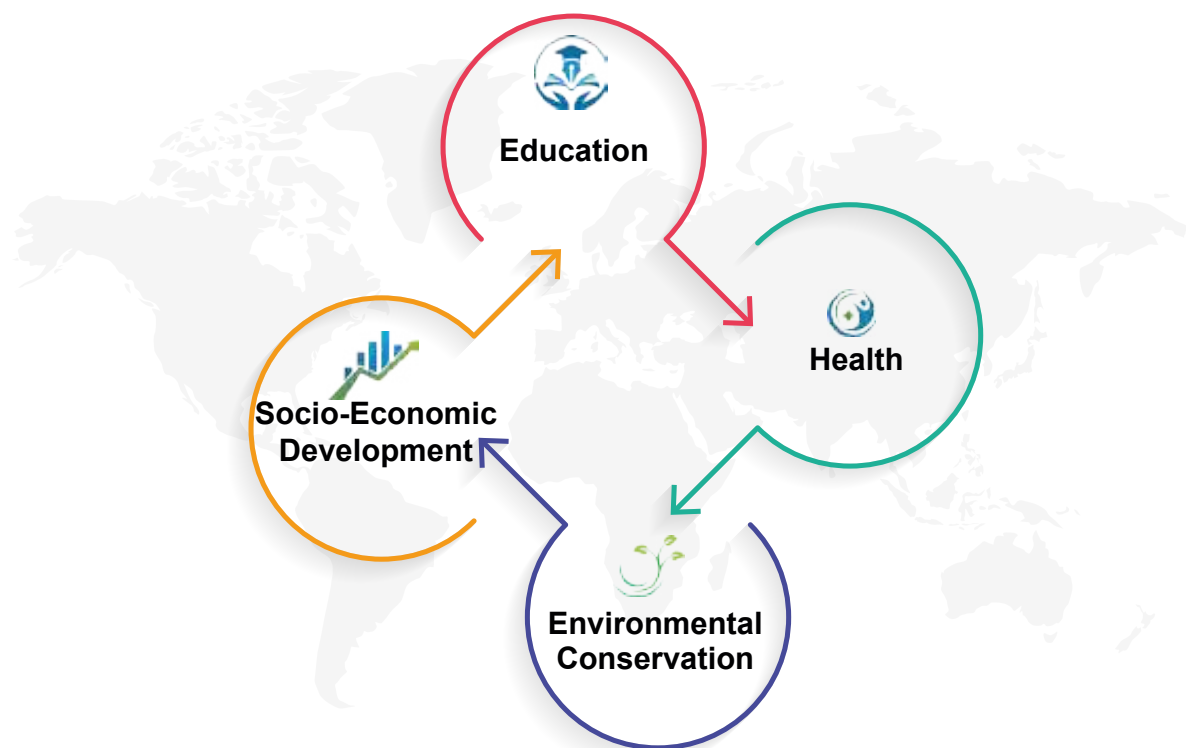 Education
Health
Socio-Economic
Development
Environmental
Conservation